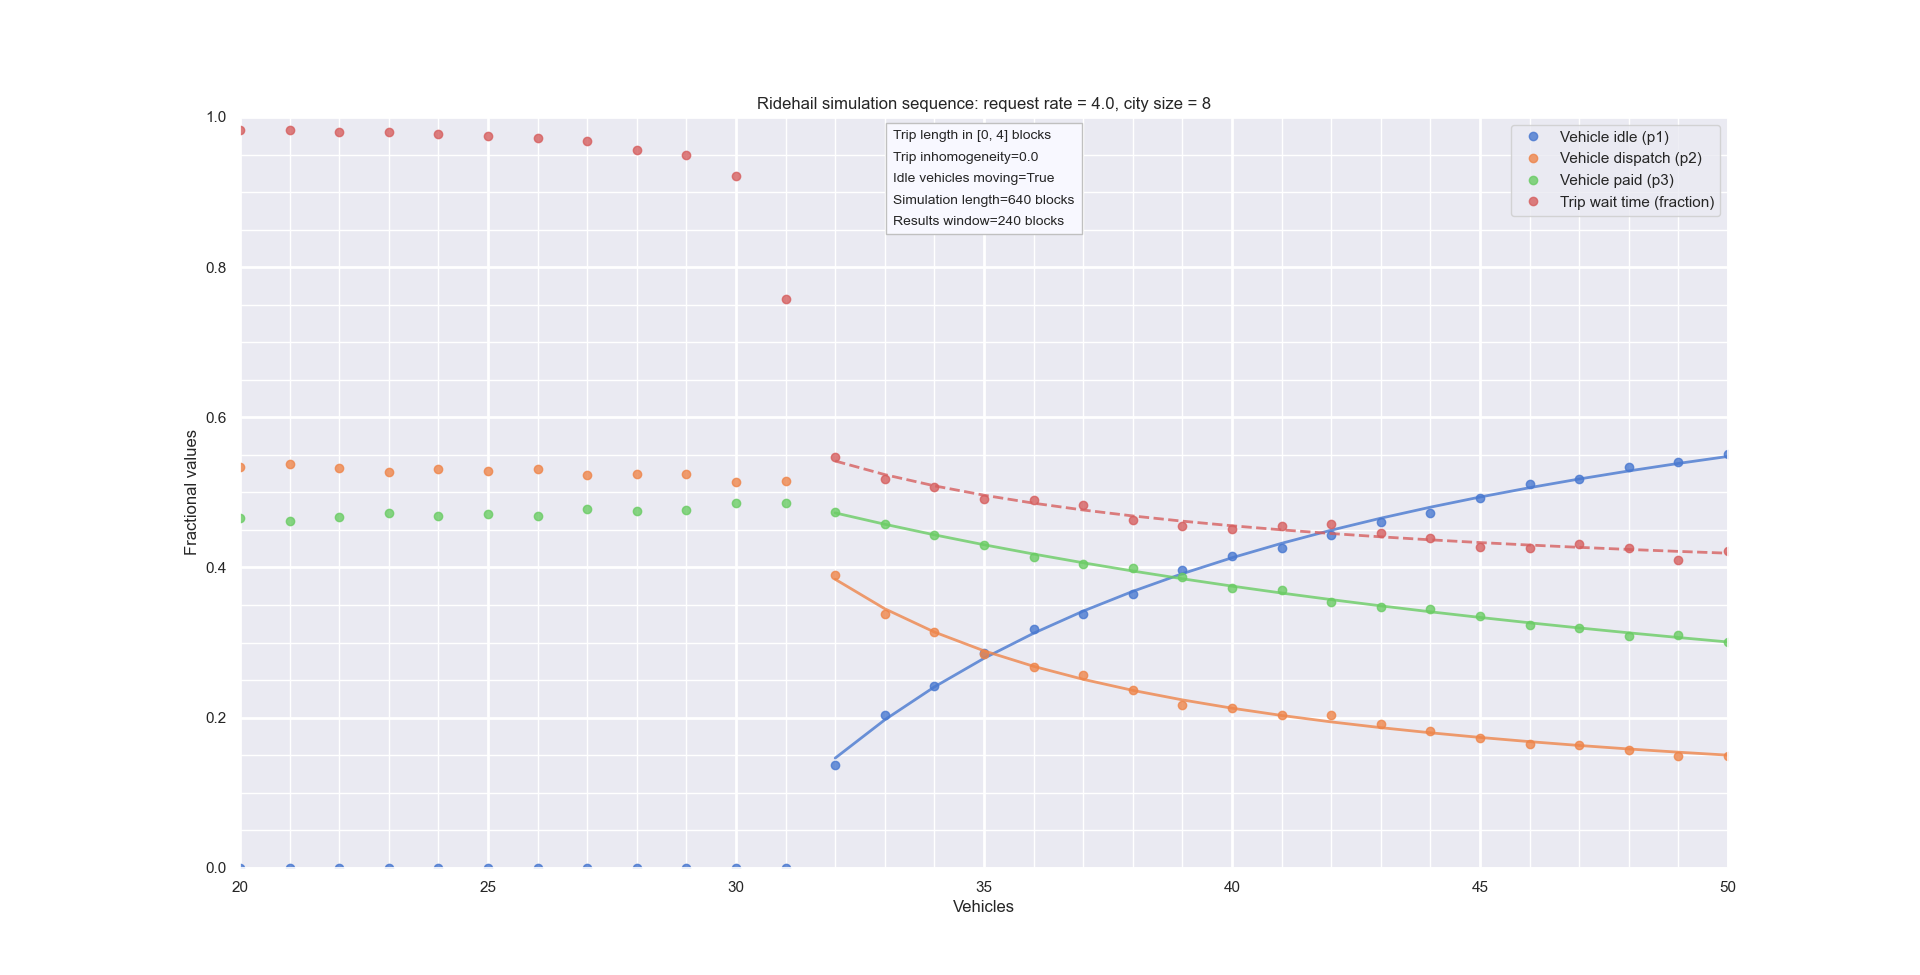 Ridehail simulation sequence: request rate = 4.0, city size = 8
Trip length in [0, 4] blocks
Trip inhomogeneity=0.0
Idle vehicles moving=True
Simulation length=640 blocks
Results window=240 blocks
Vehicle idle (p1)
Vehicle dispatch (p2)
Vehicle paid (p3)
Trip wait time (fraction)
Fractional values
1.0
0.8
0.6
0.4
0.2
0.0
20 25 30 35 40 45 50
Vehicles